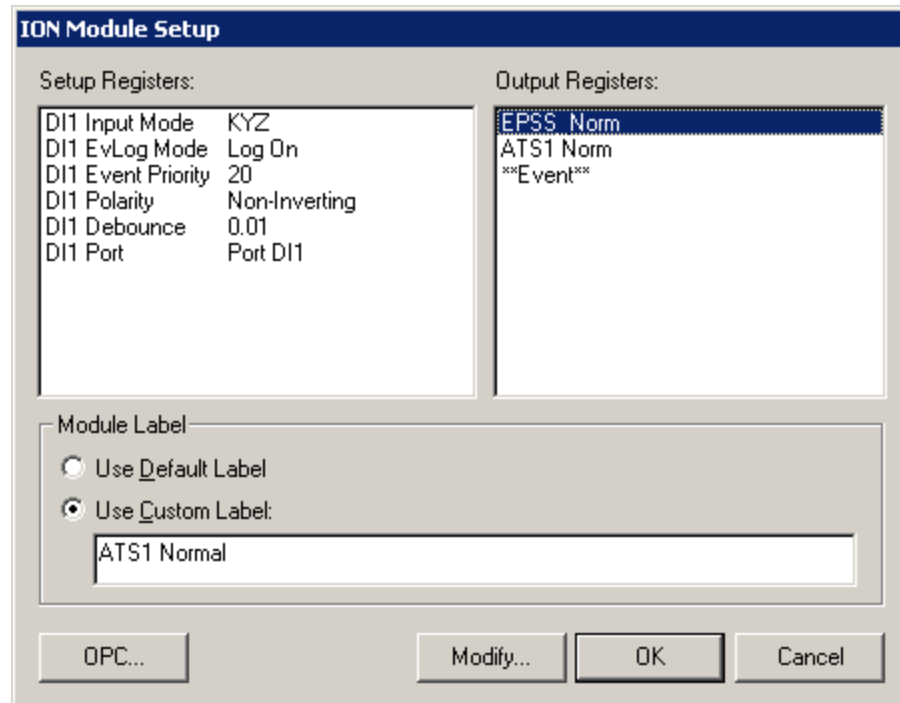 ION Module Setup
Setup Registers:
DI1 Input Mode KYZ
DI1 EvLog Mode Log On
DI1 Event Priority 20
DI1 Polarity Non-Inverting
DI1 Debounce 0.01
DI1 Port Port DI1
Output Registers:
EPSS Norm
ATS1 Norm
**Event**
Module Label
Use Default Label
Use Custom Label:
ATS1 Normal
OPC...
Modify...
OK
Cancel